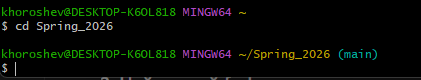 khoroshev@DESKTOP-K6OL818 MINGW64 ~
$ cd Spring_2026
khoroshev@DESKTOP-K6OL818 MINGW64 ~/Spring_2026 (main)
$